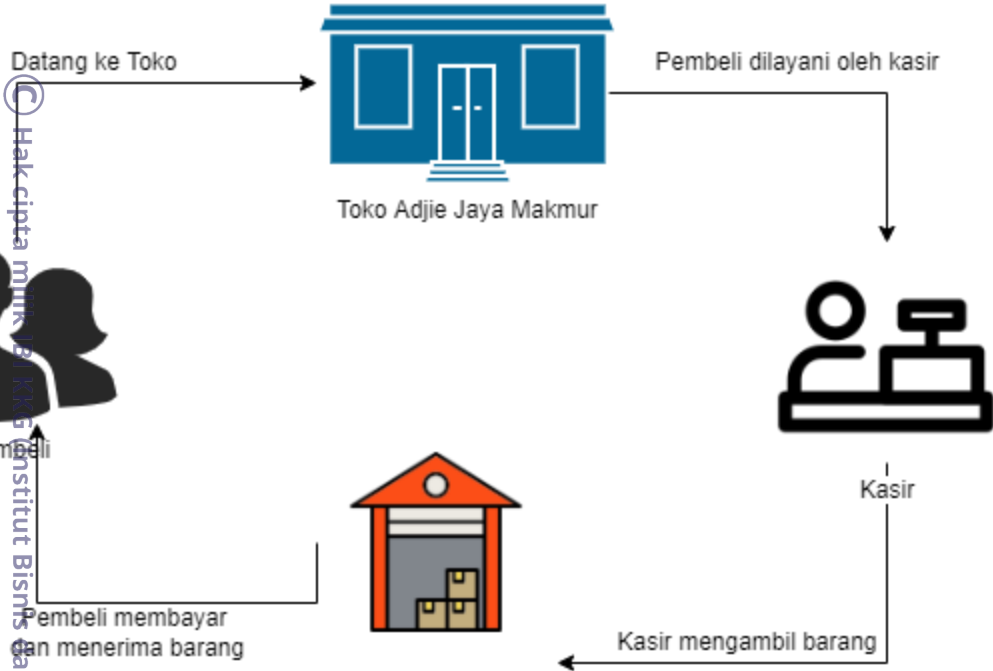 Datang ke Toko
Pembeli dilayani oleh kasir
Toko Adjie Jaya Makmur
Kasir
Pembeli membayar
dan menerima barang
Kasir mengambil barang
© Hak cipta milik IBI KKG (Institut Bisnis da